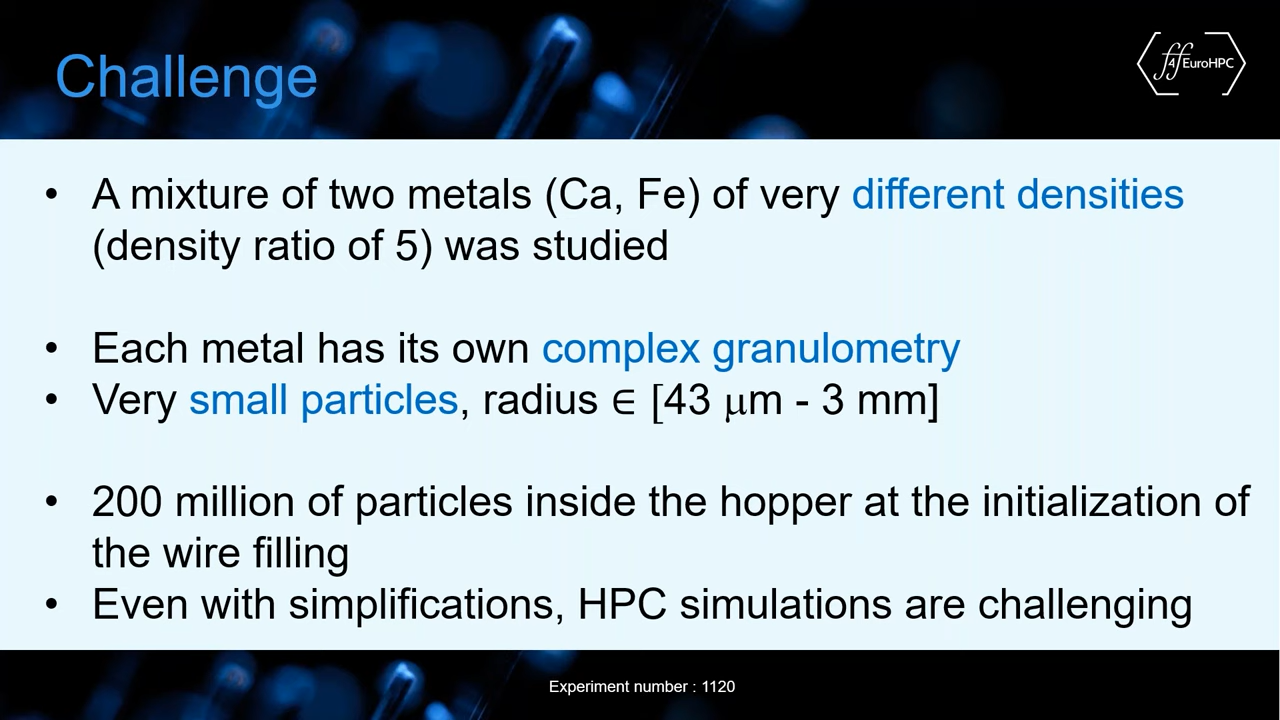 Challenge
ff4EuroHPC
• A mixture of two metals (Ca, Fe) of very different densities
(density ratio of 5) was studied
• Each metal has its own complex granulometry
• Very small particles, radius ∈ [43 μm - 3 mm]
• 200 million of particles inside the hopper at the initialization of
the wire filling
• Even with simplifications, HPC simulations are challenging
Experiment number : 1120